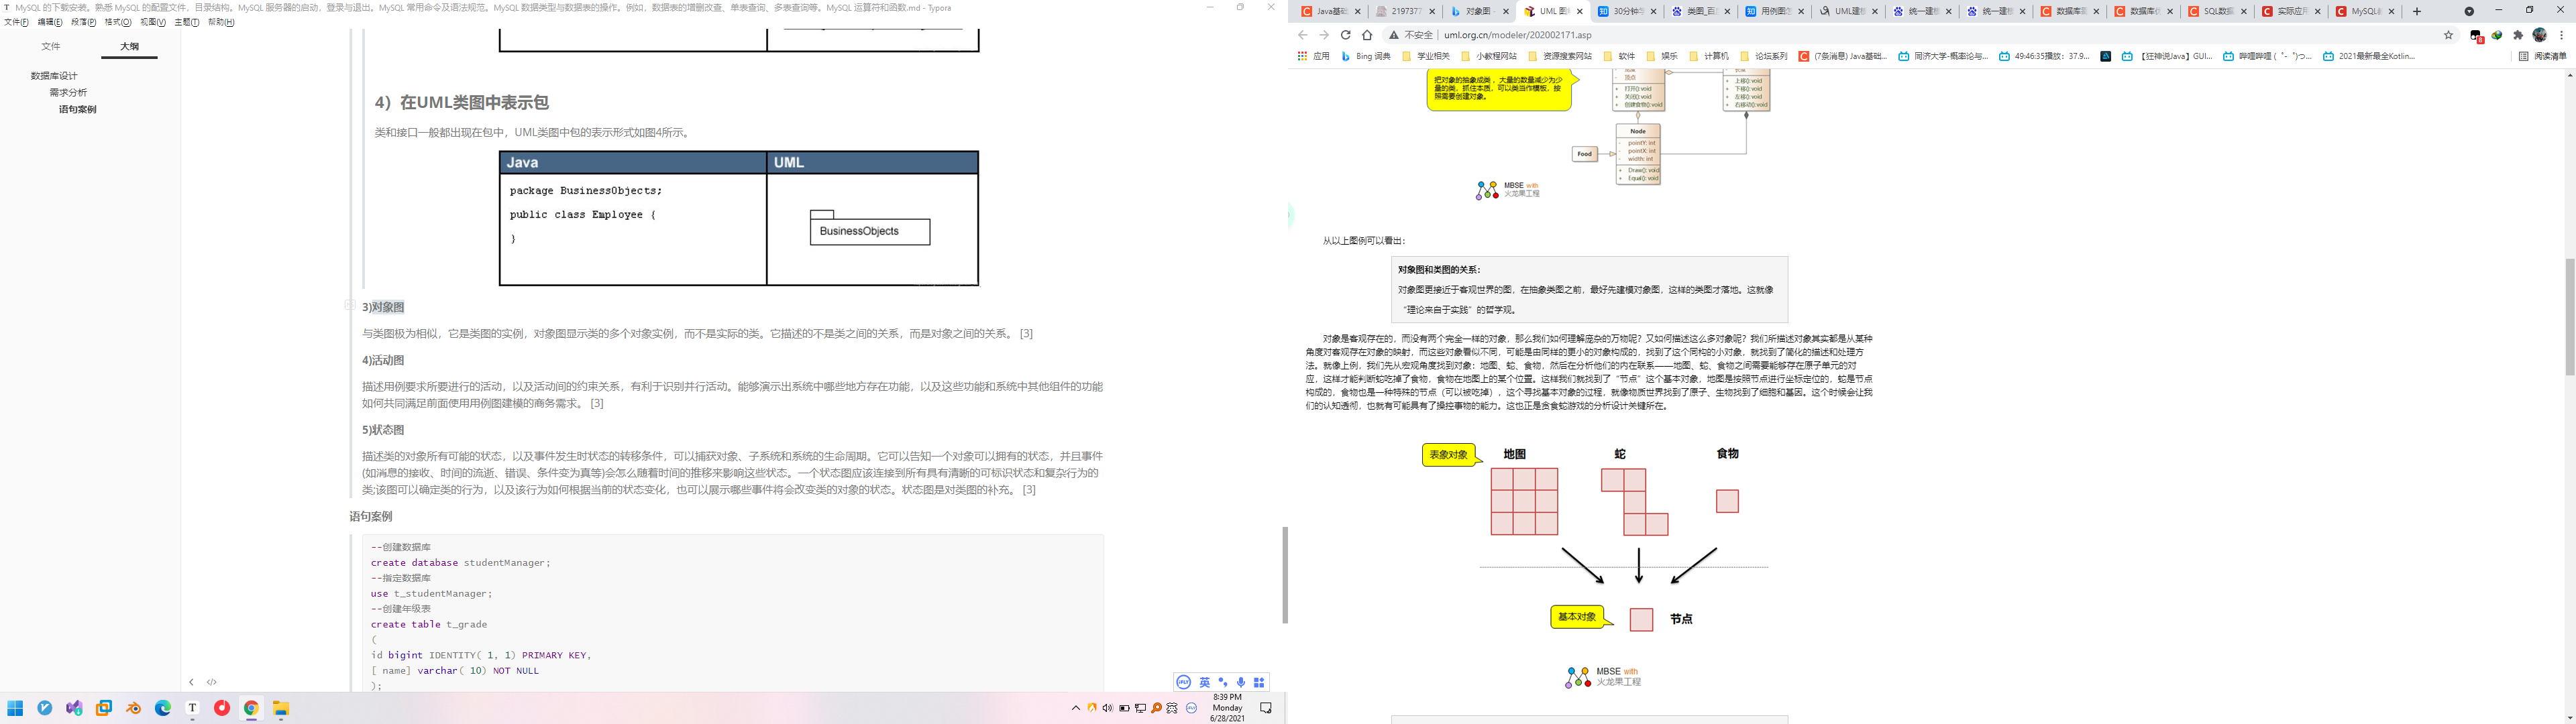 MySQL 的下载安装。熟悉 MySQL 的配置文件，目录结构。MySQL 服务器的启动，登录与退出。MySQL 常用命令及语法规范。MySQL 数据类型与数据表的操作。例如，数据表的增删改查、单表查询、多表查询等。MySQL 运算符和函数.md - Typora
文件(F) 编辑(E) 段落(P) 格式(O) 视图(V) 主题(T) 帮助(H)
文件 大纲
数据库设计
需求分析
语句案例
4）在UML类图中表示包
类和接口一般都出现在包中，UML类图中包的表示形式如图4所示。
Java UML
package BusinessObjects;
public class Employee {
}
BusinessObjects
3)对象图
与类图极为相似，它是类图的实例，对象图显示类的多个对象实例，而不是实际的类。它描述的不是类之间的关系，而是对象之间的关系。 [3]
4)活动图
描述用例要求所要进行的活动，以及活动间的约束关系，有利于识别并行活动。能够演示出系统中哪些地方存在功能，以及这些功能和系统中其他组件的功能
如何共同满足前面使用用例图建模的商务需求。 [3]
5)状态图
描述类的对象所有可能的状态，以及事件发生时状态的转移条件，可以捕获对象、子系统和系统的生命周期。它可以告知一个对象可以拥有的状态，并且事件
(如消息的接收、时间的流逝、错误、条件变为真等)会怎么随着时间的推移来影响这些状态。一个状态图应该连接到所有具有清晰的可标识状态和复杂行为的
类;该图可以确定类的行为，以及该行为如何根据当前的状态变化，也可以展示哪些事件将会改变类的对象的状态。状态图是对类图的补充。 [3]
语句案例
--创建数据库
create database studentManager;
--指定数据库
use t_studentManager;
--创建年级表
create table t_grade
(
id bigint IDENTITY( 1, 1) PRIMARY KEY,
[ name] varchar( 10) NOT NULL
);
英
8:39 PM
Monday
6/28/2021
Java基础 2197377 对象图 - UML 图 30分钟学 类图_百 用例图怎 UML建模 统一建模 统一建模 数据库 数据库 SQL数据 实际应用 MySQL
不安全 uml.org.cn/modeler/202002171.asp
应用 Bing 词典 学业相关 小教程网站 资源搜索网站 软件 娱乐 计算机 论坛系列 (7条消息) Java基础... 同济大学-概率论与... 49:46:35播放：37.9... 【狂神说Java】GUI... 哔哩哔哩 (゜-゜)つ... 2021最新最全Kotlin... 阅读清单
把对象的抽象成类，大量的数量减少为少
量的类，抓住本质，可以类当作模板，按
照需要创建对象。
- 顶点
+ 打开():void
+ 关闭():void
+ 创建食物():void
+ 上移():void
+ 下移():void
+ 左移():void
+ 右移动():void
Node
- pointY: int
- pointX: int
- width: int
+ Draw(): void
+ Equal(): void
Food
MBSE with
火龙果工程
从以上图例可以看出：
对象图和类图的关系：
对象图更接近于客观世界的图，在抽象类图之前，最好先建模对象图，这样的类图才落地。这就像
“理论来自于实践”的哲学观。
对象是客观存在的，而没有两个完全一样的对象，那么我们如何理解庞杂的万物呢？又如何描述这么多对象呢？我们所描述对象其实都是从某种
角度对客观存在对象的映射，而这些对象看似不同，可能是由同样的更小的对象构成的，找到了这个同构的小对象，就找到了简化的描述和处理方
法。就像上例，我们先从宏观角度找到对象：地图、蛇、食物，然后在分析他们的内在联系——地图、蛇、食物之间需要能够存在原子单元的对
应，这样才能判断蛇吃掉了食物，食物在地图上的某个位置。这样我们就找到了“节点”这个基本对象，地图是按照节点进行坐标定位的，蛇是节点
构成的，食物也是一种特殊的节点（可以被吃掉），这个寻找基本对象的过程，就像物质世界找到了原子、生物找到了细胞和基因。这个时候会让我
们的认知透彻，也就有可能具有了操控事物的能力。这也正是贪食蛇游戏的分析设计关键所在。
表象对象 地图 蛇 食物
基本对象 节点
MBSE with
火龙果工程